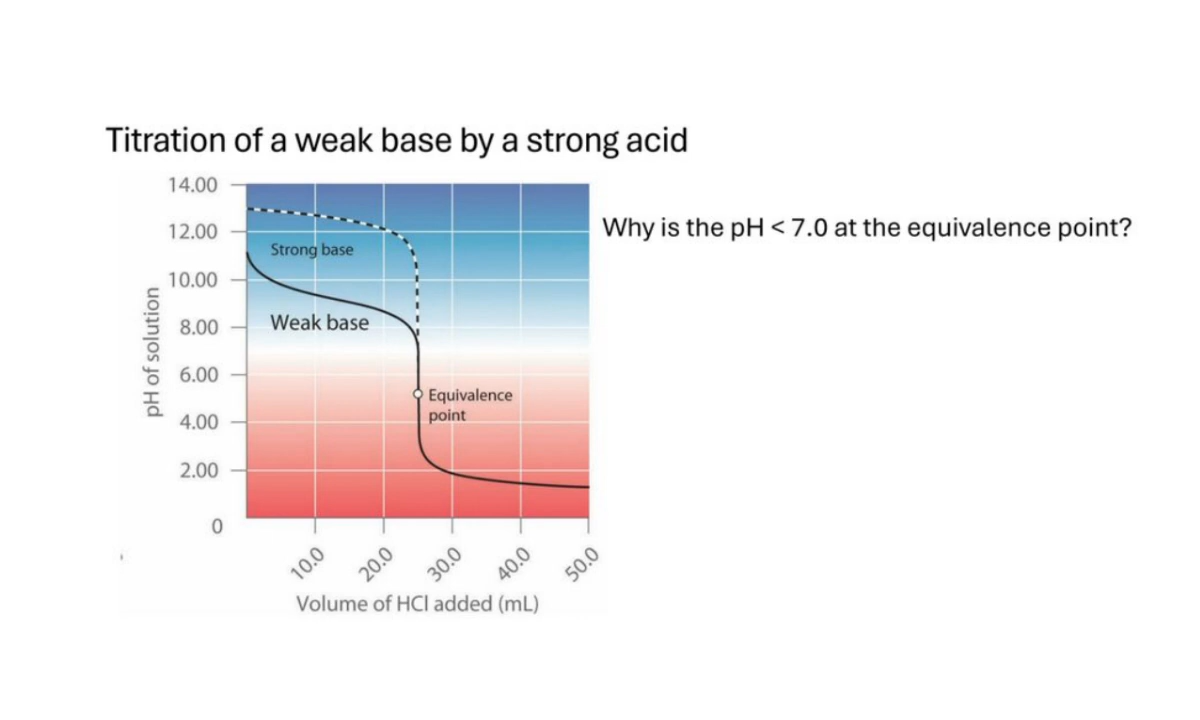 Titration of a weak base by a strong acid
Why is the pH < 7.0 at the equivalence point?
pH of solution
14.00
12.00
10.00
8.00
6.00
4.00
2.00
0
Strong base
Weak base
Equivalence
point
10.0
20.0
30.0
40.0
50.0
Volume of HCl added (mL)